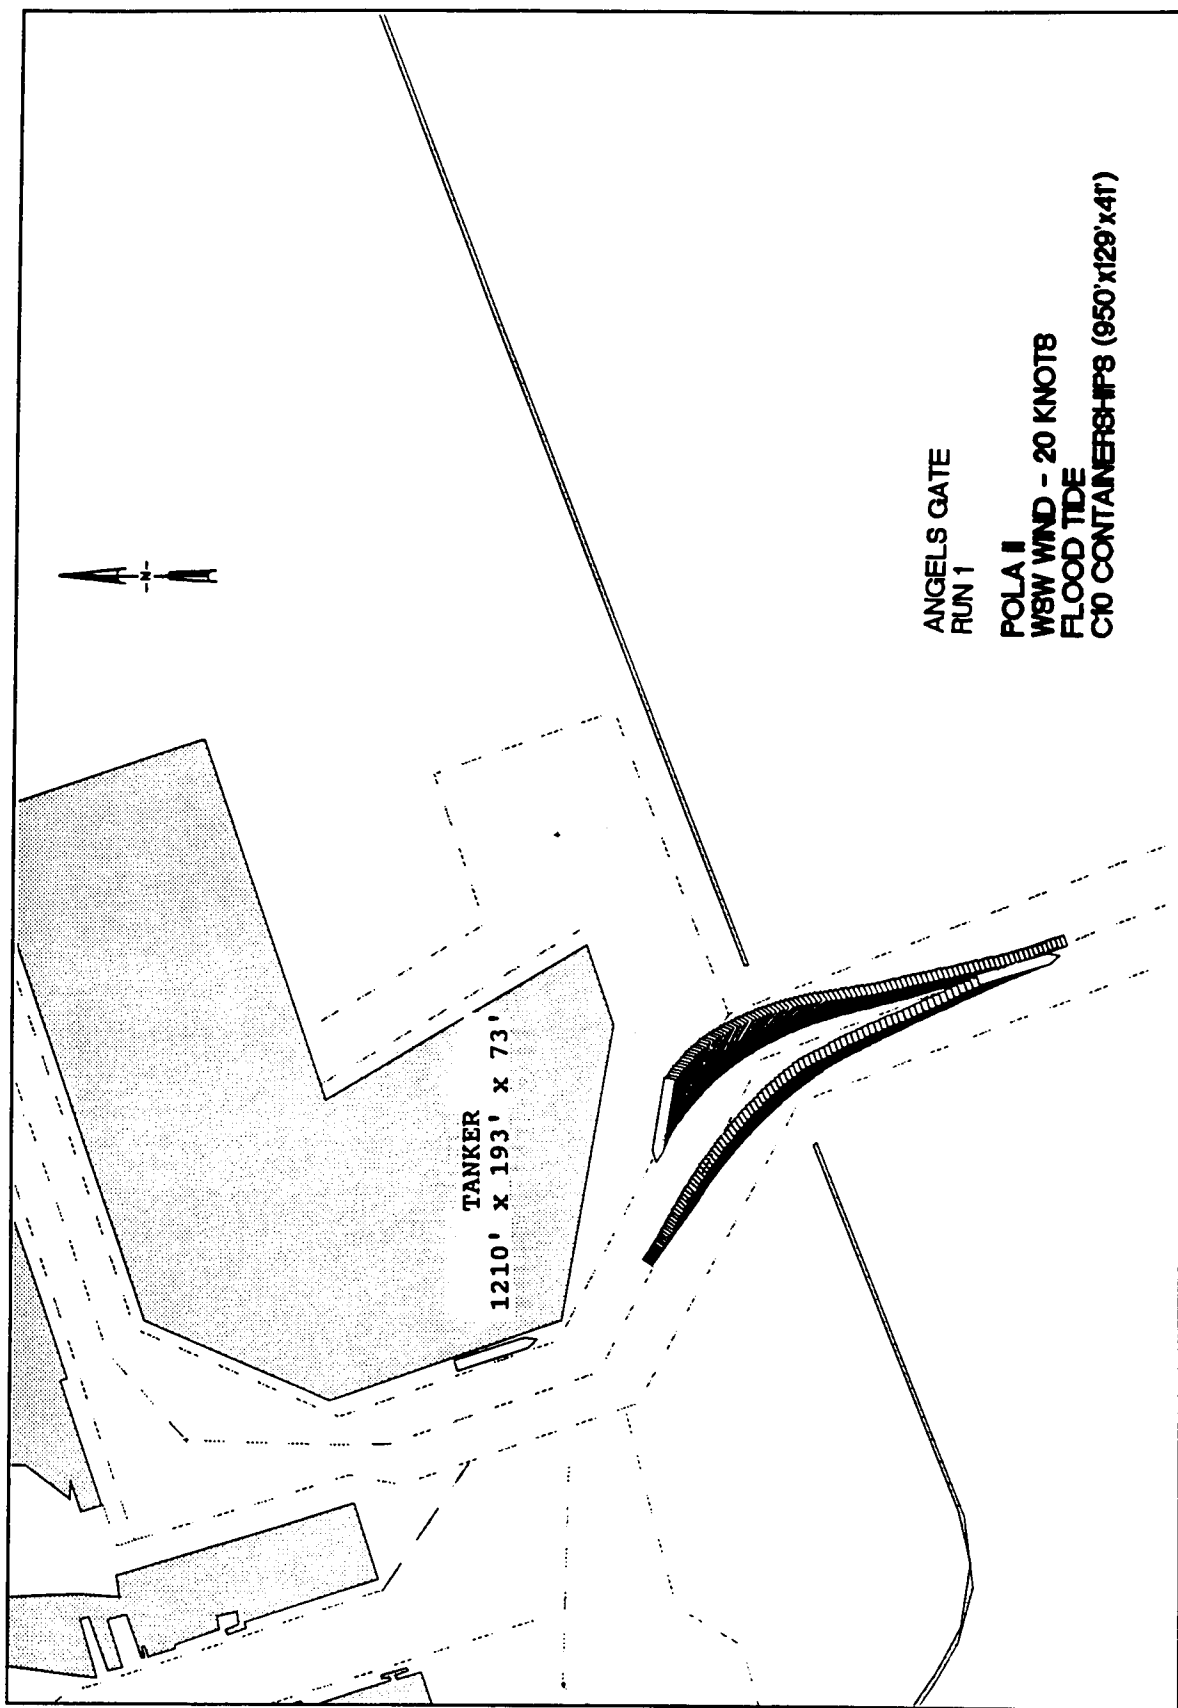 -N-
TANKER
1210' x 193' x 73'
ANGELS GATE
RUN 1
POLA II
WSW WIND - 20 KNOTS
FLOOD TIDE
C10 CONTAINERSHIPS (950'x129'x41')